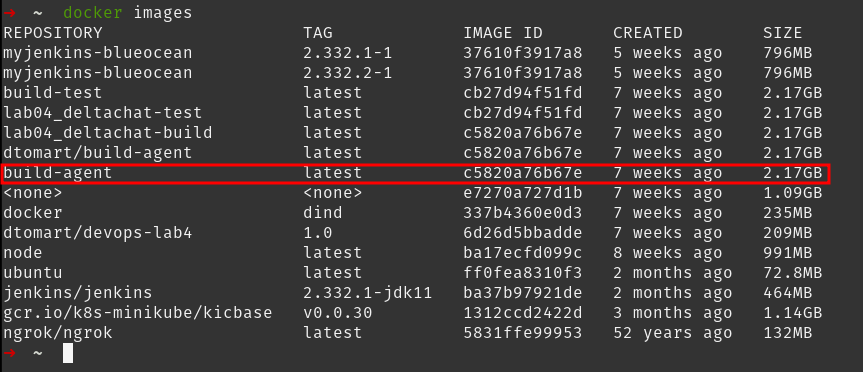 → ~ docker images
REPOSITORY TAG IMAGE ID CREATED SIZE
myjenkins-blueocean 2.332.1-1 37610f3917a8 5 weeks ago 796MB
myjenkins-blueocean 2.332.2-1 37610f3917a8 5 weeks ago 796MB
build-test latest cb27d94f51fd 7 weeks ago 2.17GB
lab04_deltachat-test latest cb27d94f51fd 7 weeks ago 2.17GB
lab04_deltachat-build latest c5820a76b67e 7 weeks ago 2.17GB
dtomart/build-agent latest c5820a76b67e 7 weeks ago 2.17GB
build-agent latest c5820a76b67e 7 weeks ago 2.17GB
<none> <none> e7270a727d1b 7 weeks ago 1.09GB
docker dind 337b4360e0d3 7 weeks ago 235MB
dtomart/devops-lab4 1.0 6d26d5bbadde 7 weeks ago 209MB
node latest ba17ecfd099c 8 weeks ago 991MB
ubuntu latest ff0fea8310f3 2 months ago 72.8MB
jenkins/jenkins 2.332.1-jdk11 ba37b97921de 2 months ago 464MB
gcr.io/k8s-minikube/kicbase v0.0.30 1312ccd2422d 3 months ago 1.14GB
ngrok/ngrok latest 5831ffe99953 52 years ago 132MB
→ ~